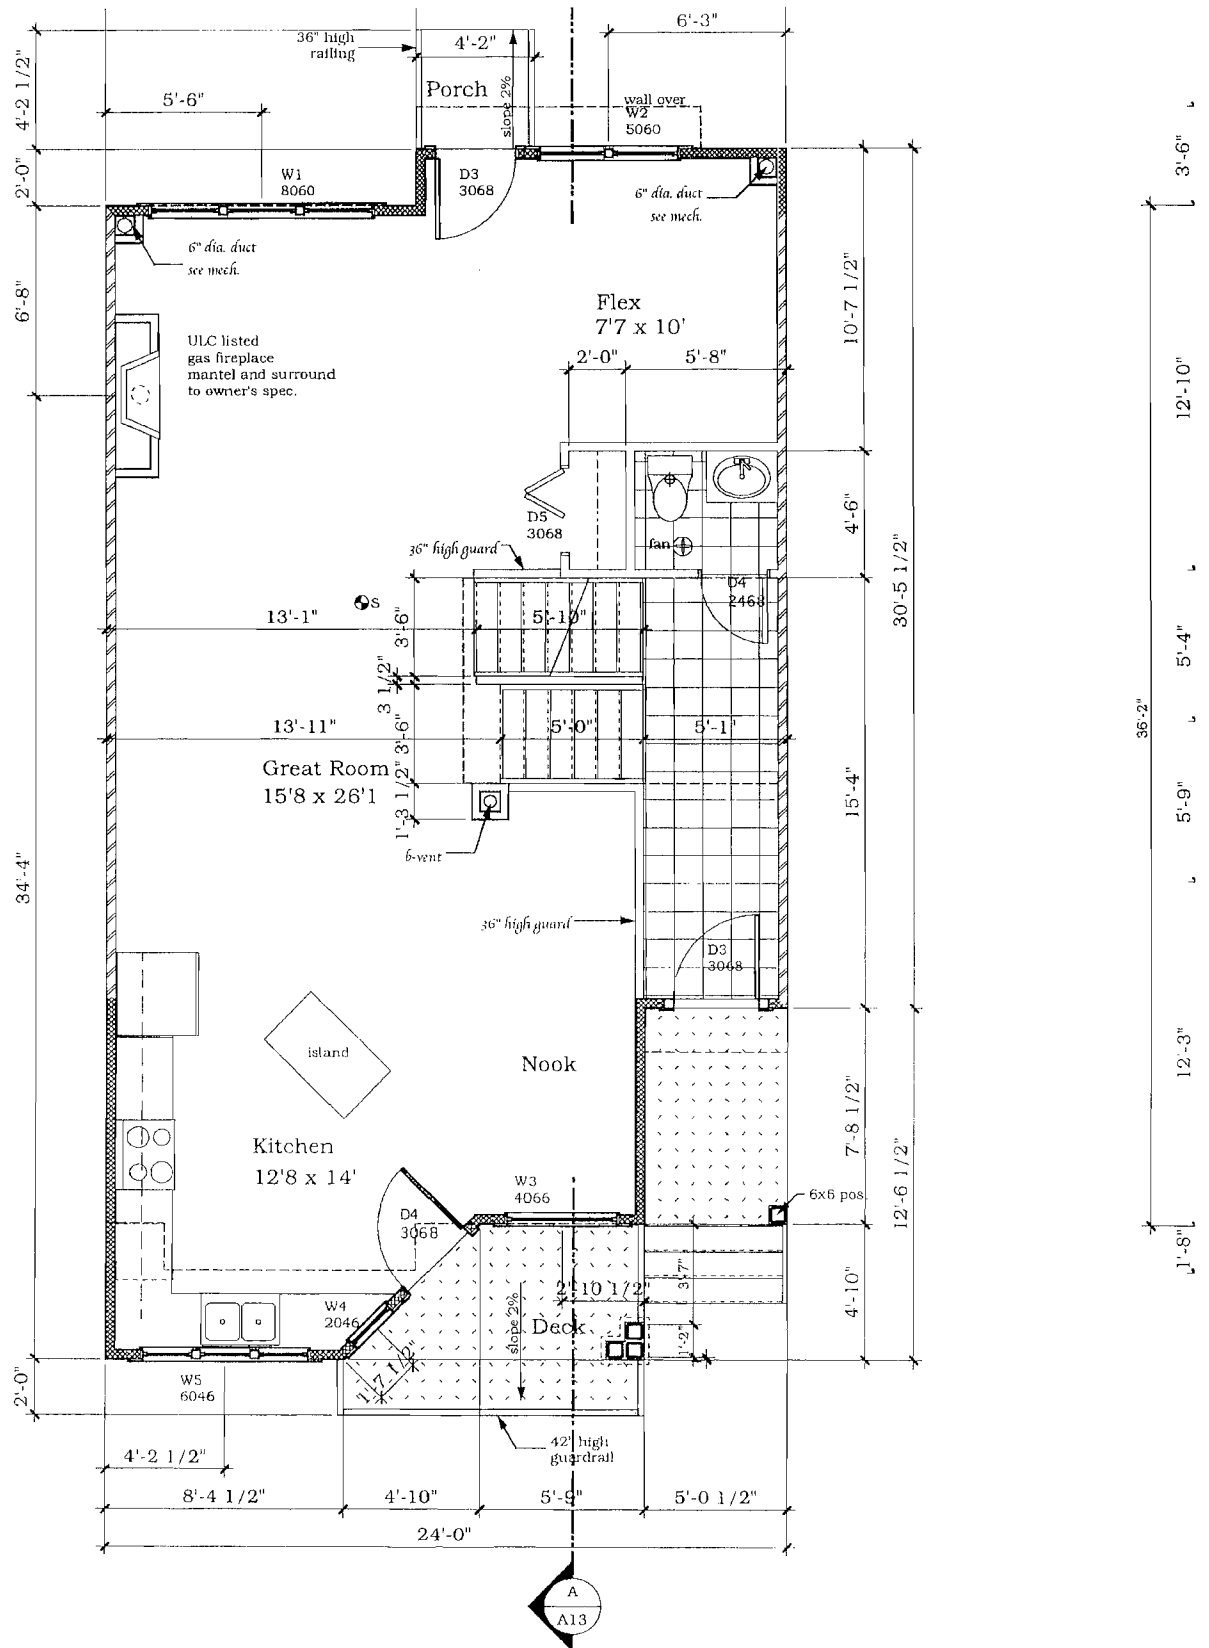 6'-3"
36" high
railing
4'-2"
4'-2 1/2"
5'-6"
Porch
slope 2%
wall over
W2
5060
3'-6"
2'-0"
W1
8060
D3
3068
6" dia. duct
see mech.
6" dia. duct
see mech.
6'-8"
Flex
7'7 x 10'
10'-7 1/2"
ULC listed
gas fireplace
mantel and surround
to owner's spec.
2'-0"
5'-8"
12'-10"
D5
3068
4'-6"
36" high guard
fan
30'-5 1/2"
D4
2468
S
13'-1"
3'-6"
5'-10"
5'-4"
3 1/2"
13'-11"
3'-6"
5'-0"
5'-1"
36'-2"
Great Room
15'8 x 26'1
1'-3 1/2"
15'-4"
5'-9"
b-vent
34'-4"
36" high guard
D3
3068
island
Nook
12'-3"
Kitchen
12'8 x 14'
7'-8 1/2"
W3
4066
6x6 pos
12'-6 1/2"
D4
3068
1'-8"
3'-7"
2'-10 1/2"
4'-10"
W4
2046
slope 2%
Deck
1'-2"
1'-7 1/2"
2'-0"
W5
6046
42" high
guardrail
4'-2 1/2"
8'-4 1/2"
4'-10"
5'-9"
5'-0 1/2"
24'-0"
A
A13